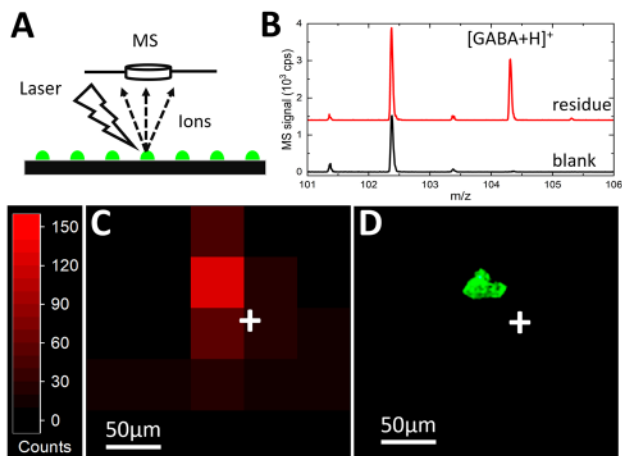 A
MS
Laser
Ions
B
[GABA+H]+
MS signal (10³ cps)
4
3
2
1
0
residue
blank
101 102 103 104 105 106
m/z
150
120
90
60
30
0
Counts
C
50μm
D
50μm